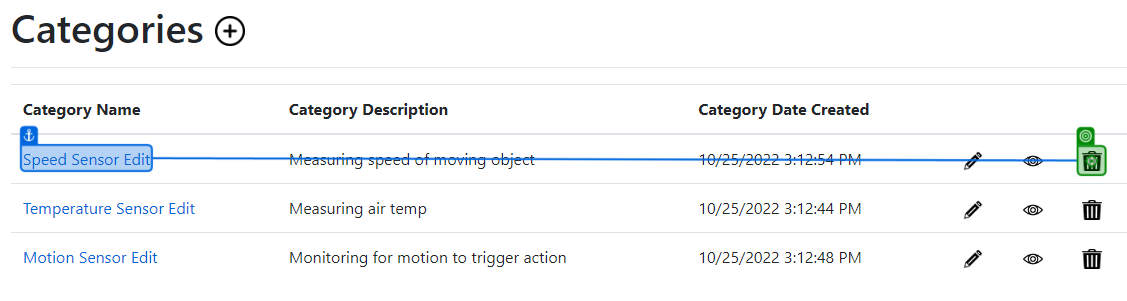 Categories
Category Name Category Description Category Date Created
Speed Sensor Edit Measuring speed of moving object 10/25/2022 3:12:54 PM
Temperature Sensor Edit Measuring air temp 10/25/2022 3:12:44 PM
Motion Sensor Edit Monitoring for motion to trigger action 10/25/2022 3:12:48 PM